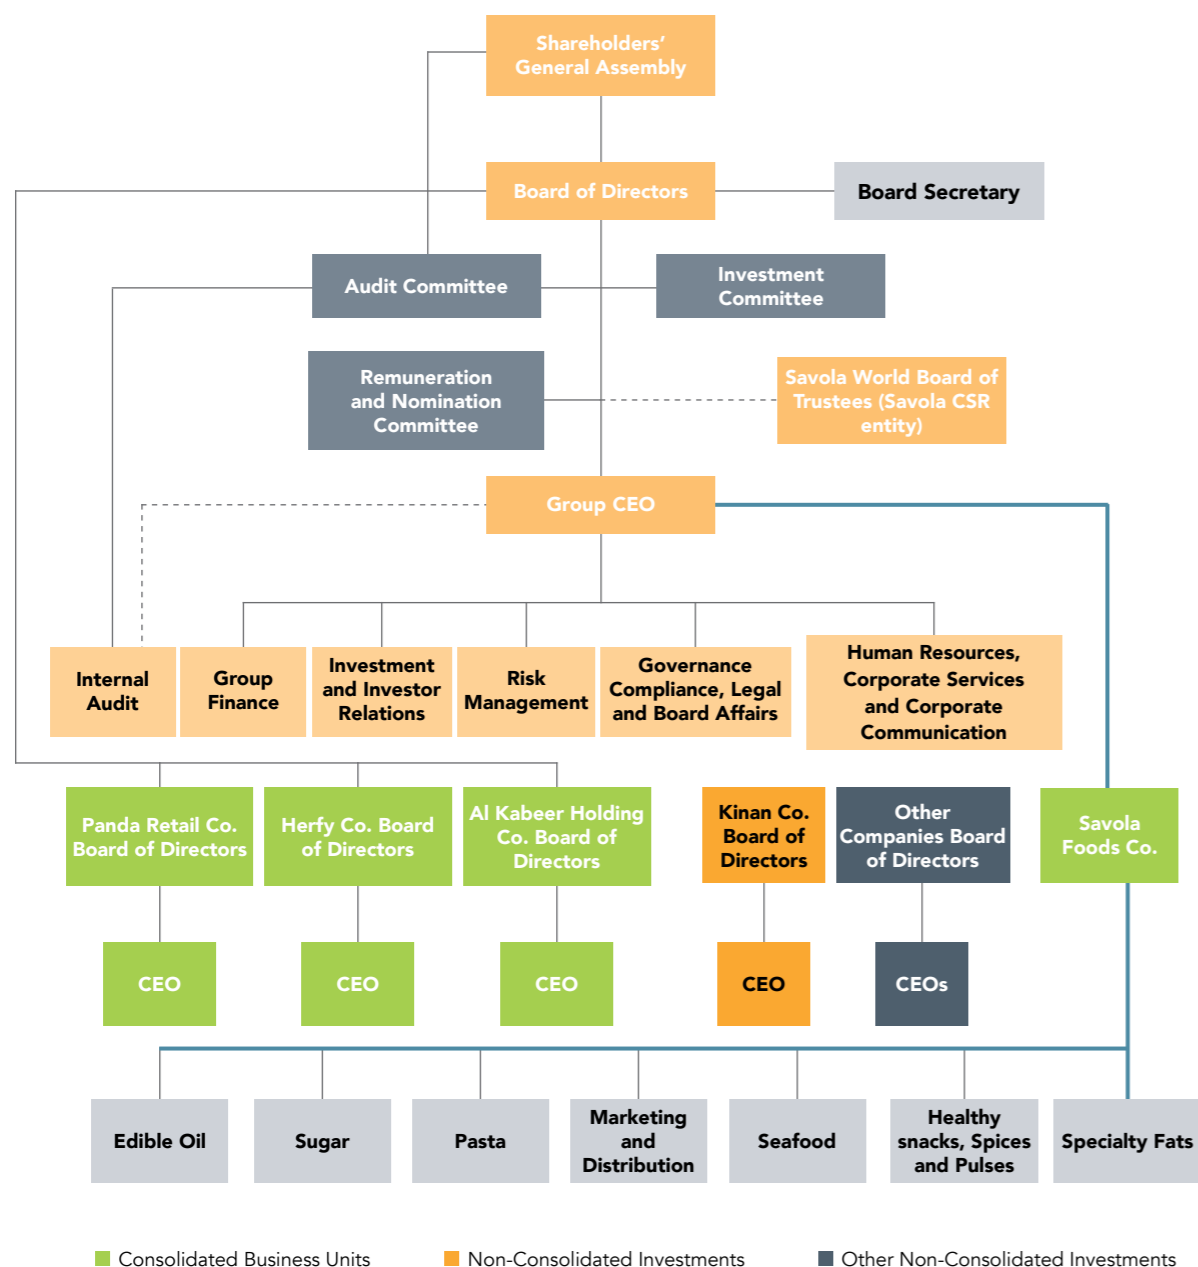 Shareholders’
General Assembly
Board of Directors
Board Secretary
Audit Committee
Investment
Committee
Remuneration
and Nomination
Committee
Savola World Board of
Trustees (Savola CSR
entity)
Group CEO
Internal
Audit
Group
Finance
Investment
and Investor
Relations
Risk
Management
Governance
Compliance, Legal
and Board Affairs
Human Resources,
Corporate Services
and Corporate
Communication
Panda Retail Co.
Board of Directors
Herfy Co. Board
of Directors
Al Kabeer Holding
Co. Board of
Directors
Kinan Co.
Board of
Directors
Other
Companies Board
of Directors
Savola
Foods Co.
CEO
CEO
CEO
CEO
CEOs
Edible Oil
Sugar
Pasta
Marketing
and
Distribution
Seafood
Healthy
snacks, Spices
and Pulses
Specialty Fats
Consolidated Business Units
Non-Consolidated Investments
Other Non-Consolidated Investments